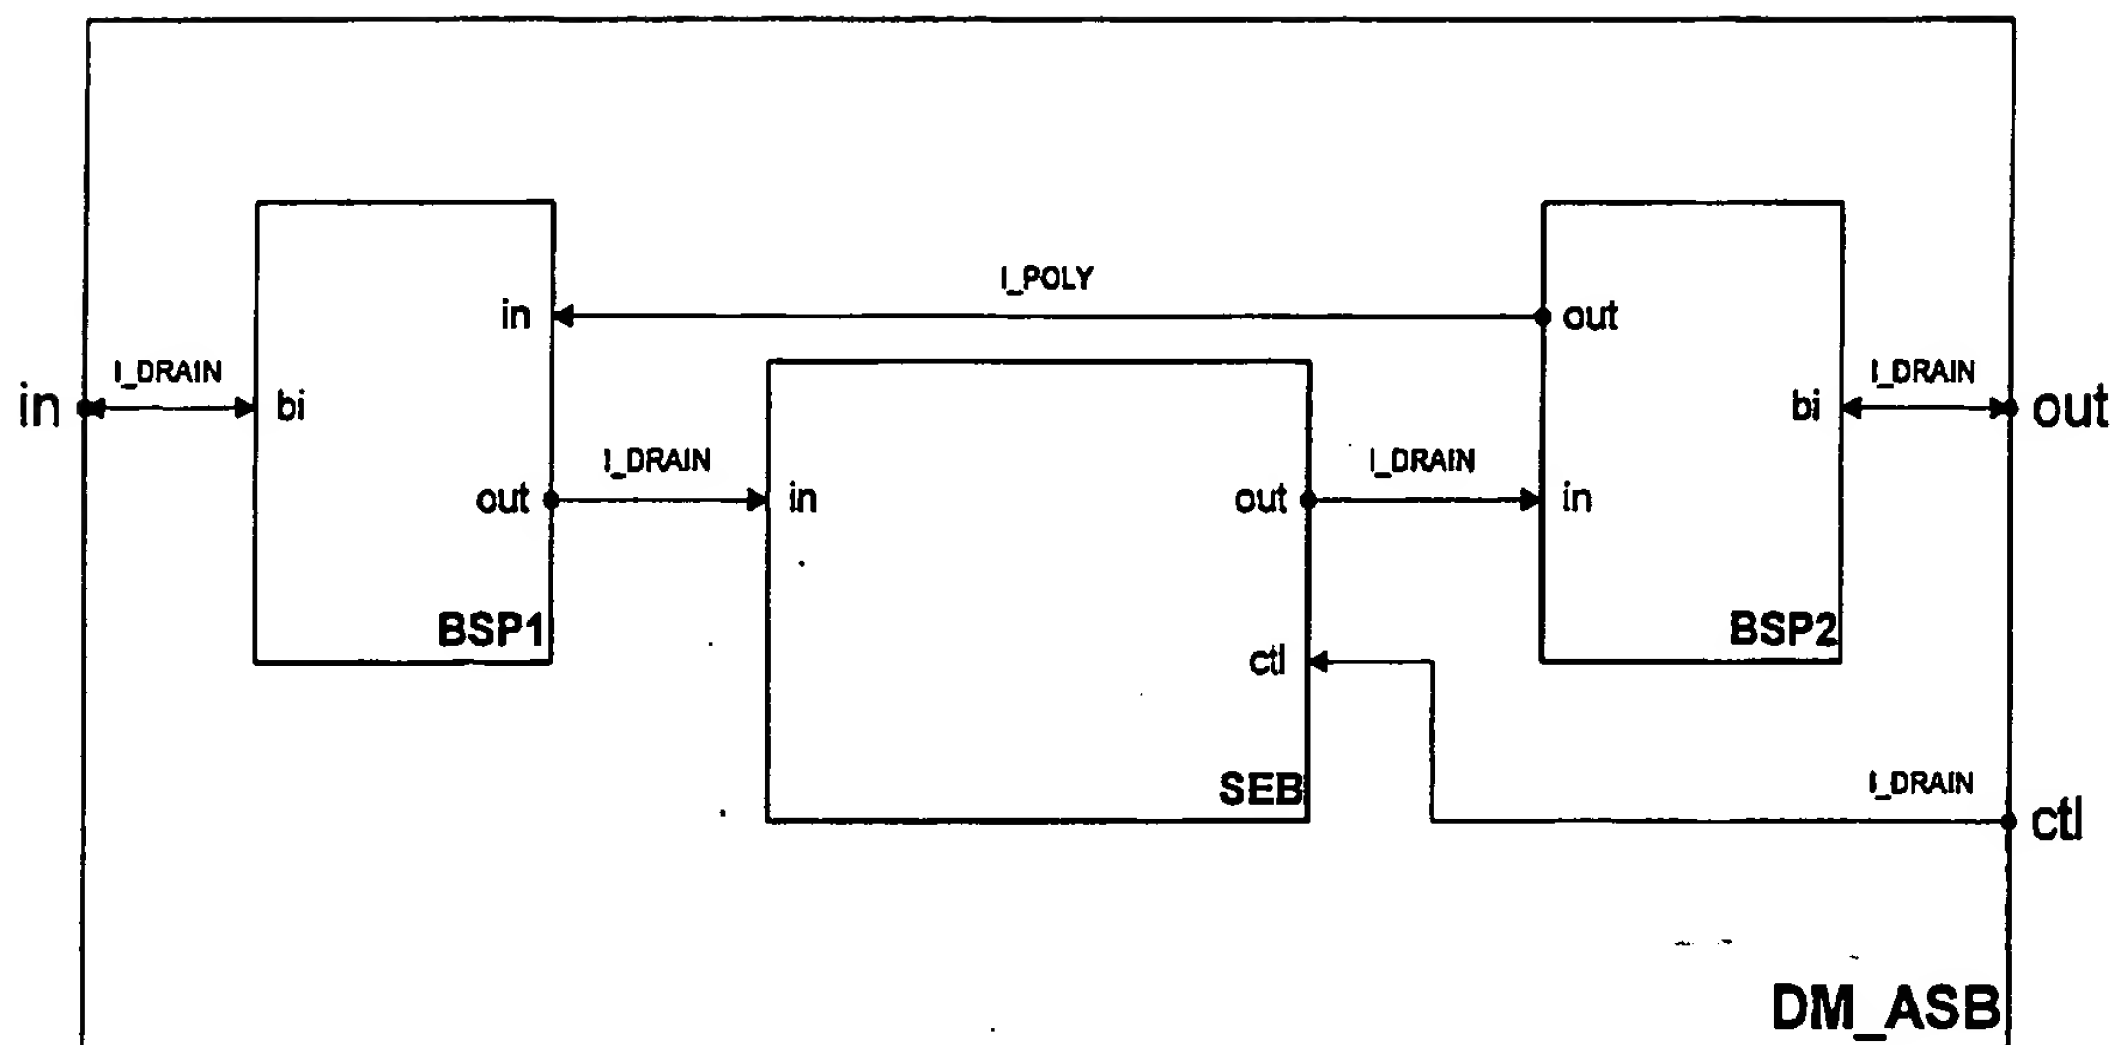 I_POLY
in
out
I_DRAIN
I_DRAIN
in
bi
bi
out
I_DRAIN
I_DRAIN
out
in
out
in
BSP1
BSP2
ctl
SEB
I_DRAIN
ctl
DM_ASB